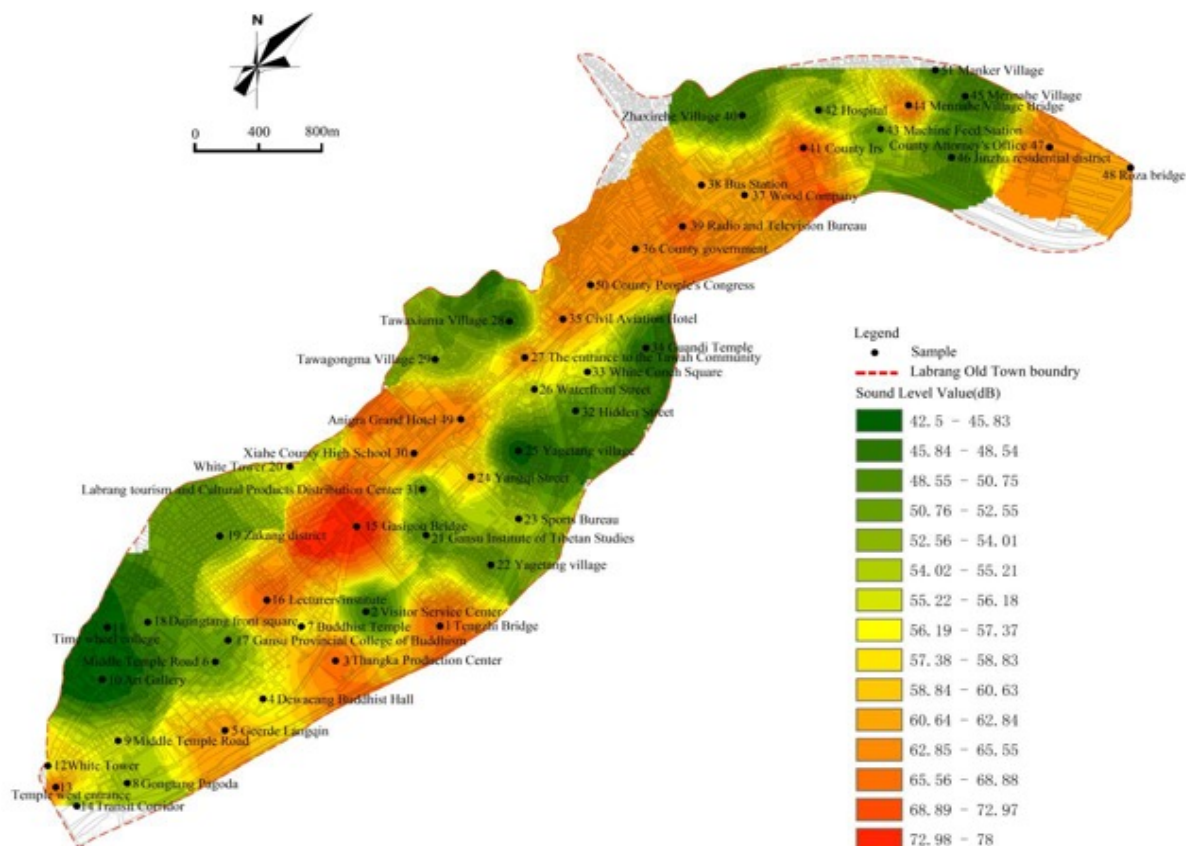 N
0 400 800m
51 Manker Village
45 Mennahe Village
44 Mennahe Village Bridge
42 Hospital
Zhaxirehe Village 40
43 Machine Feed Station
41 County Irs
County Attorney's Office 47
46 Jinzhu residential district
48 Roza bridge
38 Bus Station
37 Wood Company
39 Radio and Television Bureau
36 County government
50 County People's Congress
Tawaxiuma Village 28
35 Civil Aviation Hotel
34 Guandi Temple
Tawagongma Village 29
27 The entrance to the Tawah Community
33 White Conch Square
26 Waterfront Street
32 Hidden Street
Anigra Grand Hotel 49
25 Yagetang village
Xiahe County High School 30
White Tower 20
24 Yangqi Street
Labrang tourism and Cultural Products Distribution Center 31
23 Sports Bureau
15 Gasigou Bridge
19 Zukang district
21 Gansu Institute of Tibetan Studies
22 Yagetang village
16 Lecturers institute
2 Visitor Service Center
18 Dajingtang front square
7 Buddhist Temple
1 Tengzhi Bridge
11
Time wheel college
17 Gansu Provincial College of Buddhism
Middle Temple Road 6
3 Thangka Production Center
10 Art Gallery
4 Dewacang Buddhist Hall
5 Geerde Langqin
9 Middle Temple Road
12 White Tower
13
Temple west entrance
8 Gongtang Pagoda
14 Transit Corridor
Legend
Sample
Labrang Old Town boundry
Sound Level Value(dB)
42.5 - 45.83
45.84 - 48.54
48.55 - 50.75
50.76 - 52.55
52.56 - 54.01
54.02 - 55.21
55.22 - 56.18
56.19 - 57.37
57.38 - 58.83
58.84 - 60.63
60.64 - 62.84
62.85 - 65.55
65.56 - 68.88
68.89 - 72.97
72.98 - 78